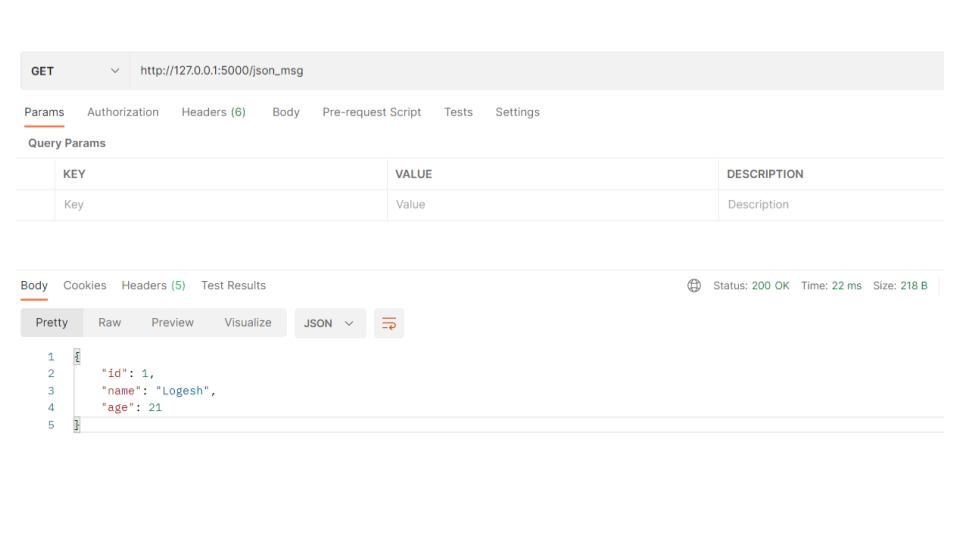 GET http://127.0.0.1:5000/json_msg
Params Authorization Headers (6) Body Pre-request Script Tests Settings
Query Params
KEY VALUE DESCRIPTION
Key Value Description
Body Cookies Headers (5) Test Results Status: 200 OK Time: 22 ms Size: 218 B
Pretty Raw Preview Visualize JSON
1 {
2 "id": 1,
3 "name": "Logesh",
4 "age": 21
5 }